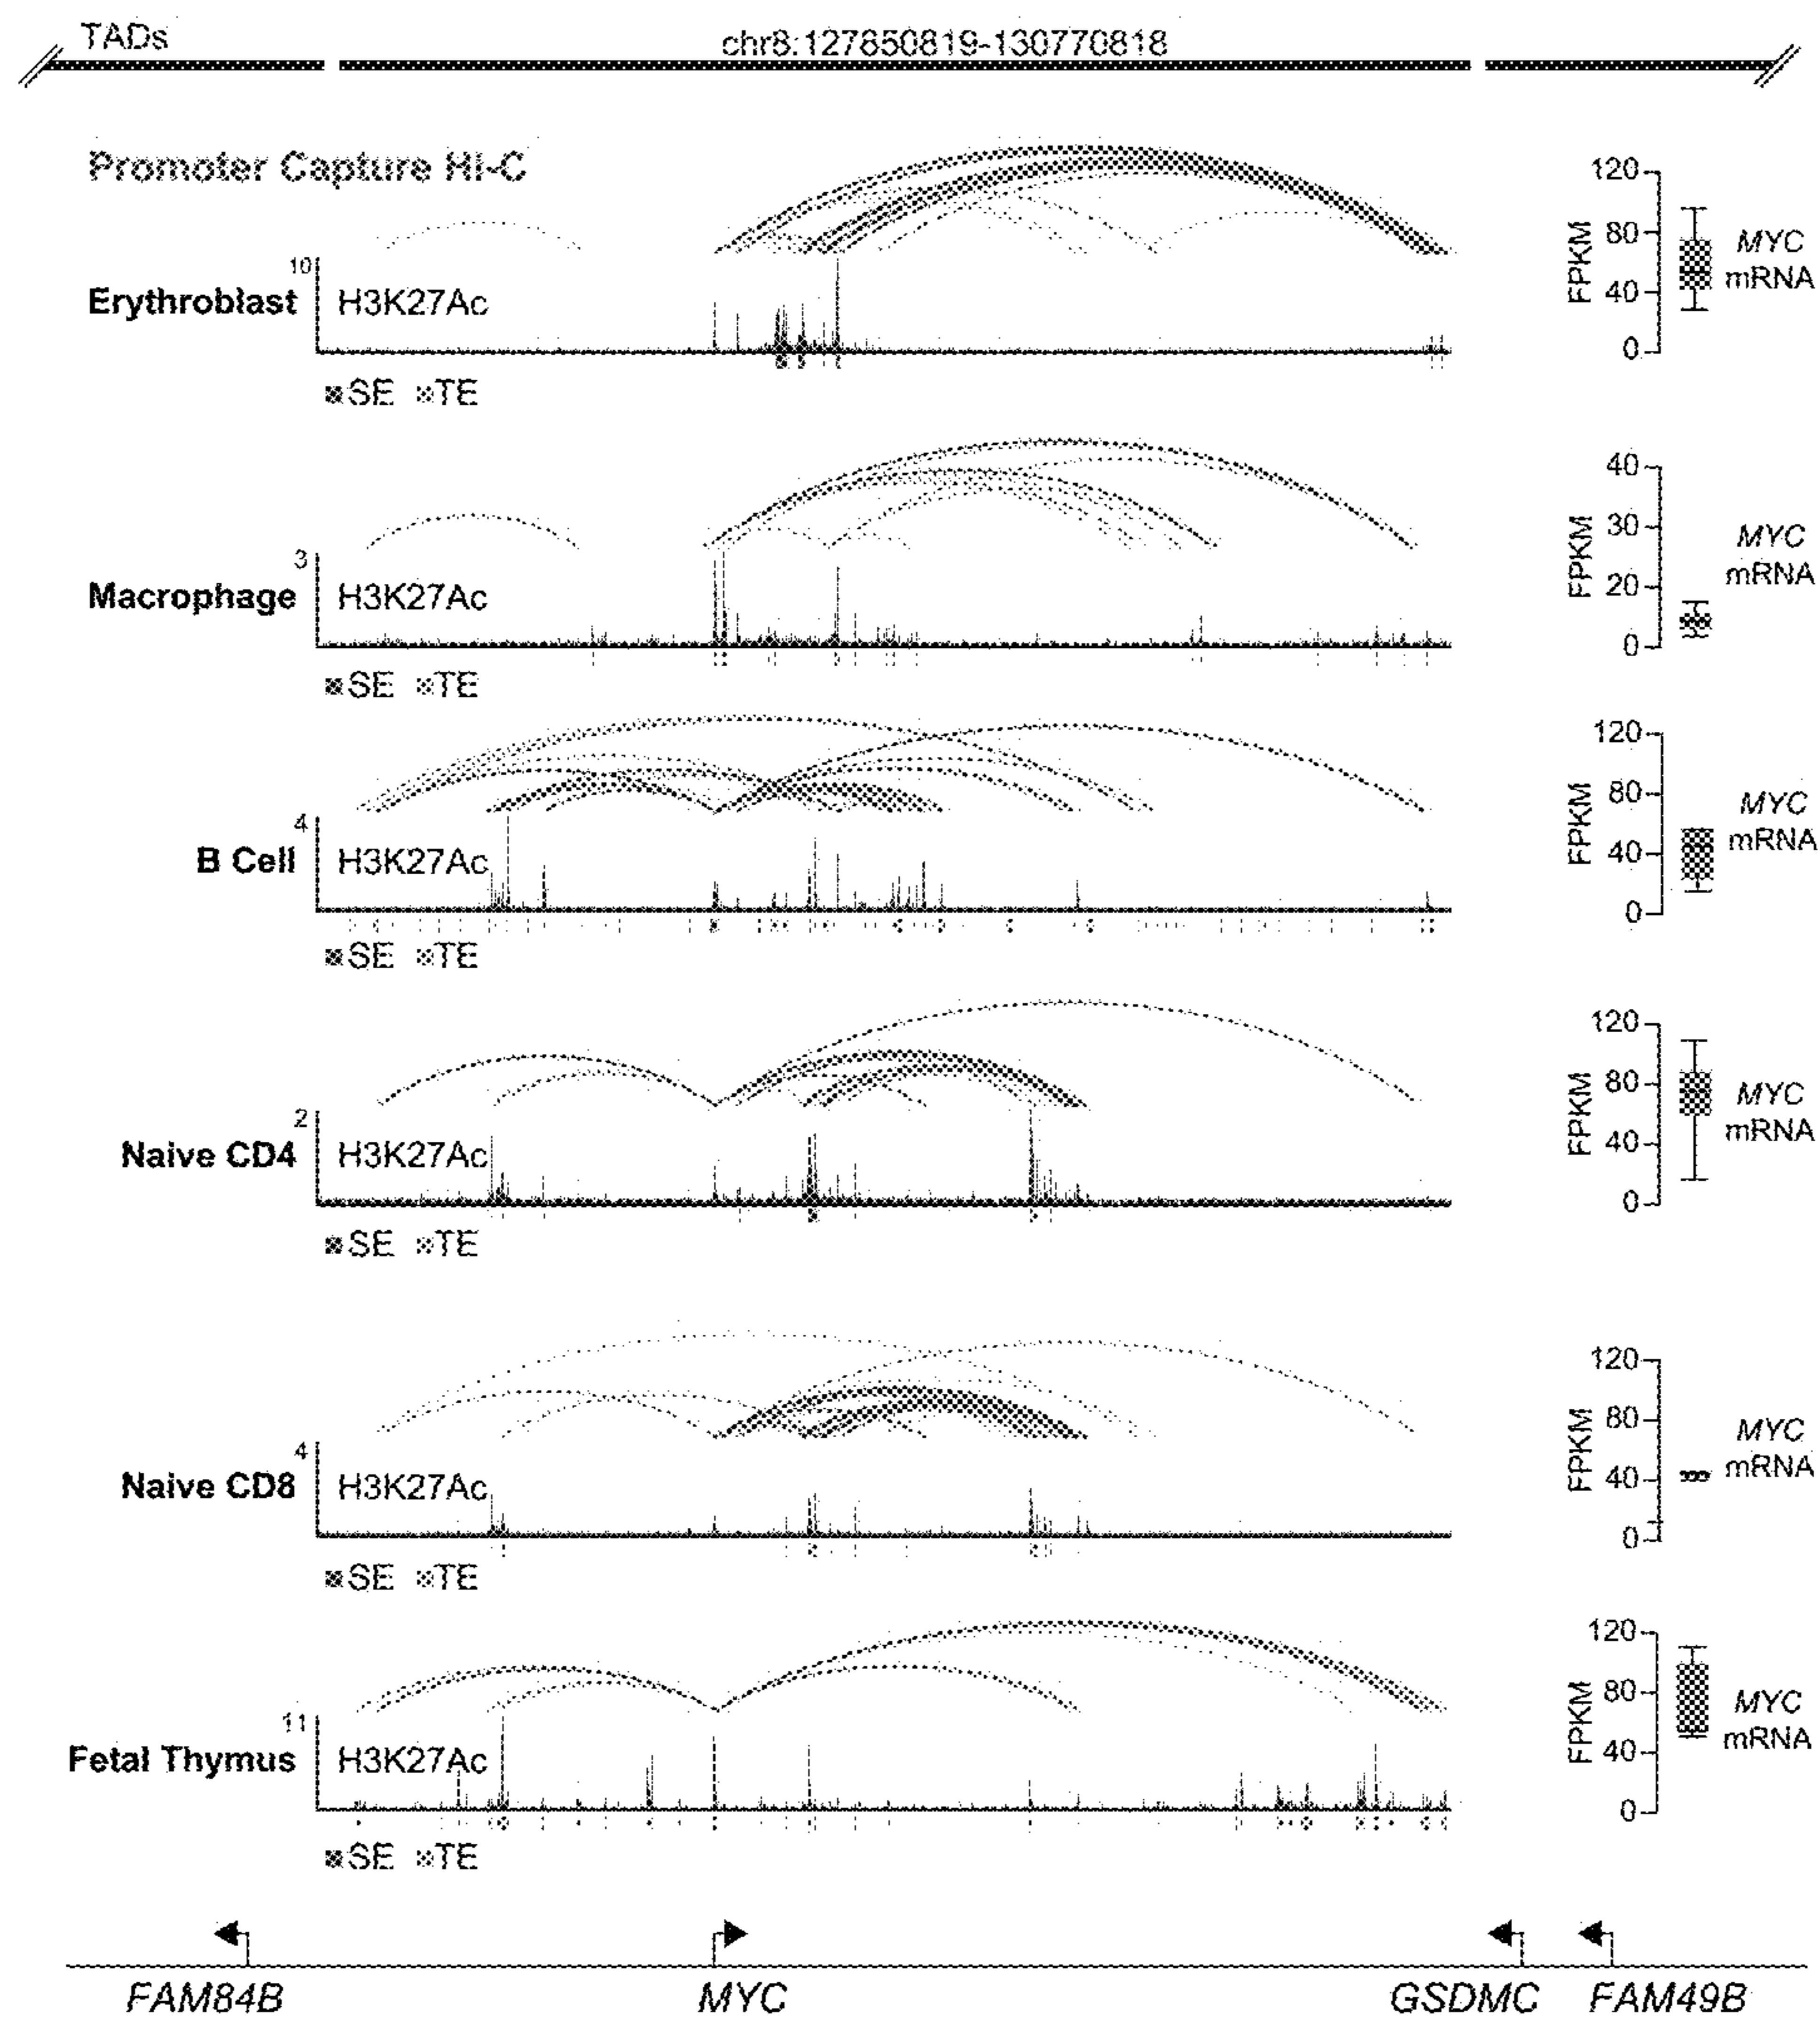 TADs
chr8:127850819-130770818
Promoter Capture Hi-C
120
80
40
0
FPKM
MYC
mRNA
10
Erythroblast
H3K27Ac
SE TE
40
30
20
0
FPKM
MYC
mRNA
3
Macrophage
H3K27Ac
SE TE
120
80
40
0
FPKM
MYC
mRNA
4
B Cell
H3K27Ac
SE TE
120
80
40
0
FPKM
MYC
mRNA
2
Naive CD4
H3K27Ac
SE TE
120
80
40
0
FPKM
MYC
mRNA
4
Naive CD8
H3K27Ac
SE TE
120
80
40
0
FPKM
MYC
mRNA
11
Fetal Thymus
H3K27Ac
SE TE
FAM84B MYC GSDMC FAM49B